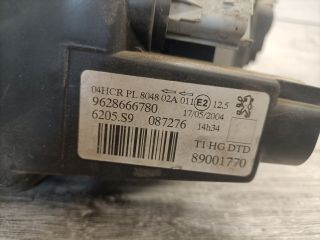 04HCR PL 8048 02A 011 E2 12.5
9628666780 17/05/2004
6205.S9 087276 14h34
T1 HG DTD
89001770